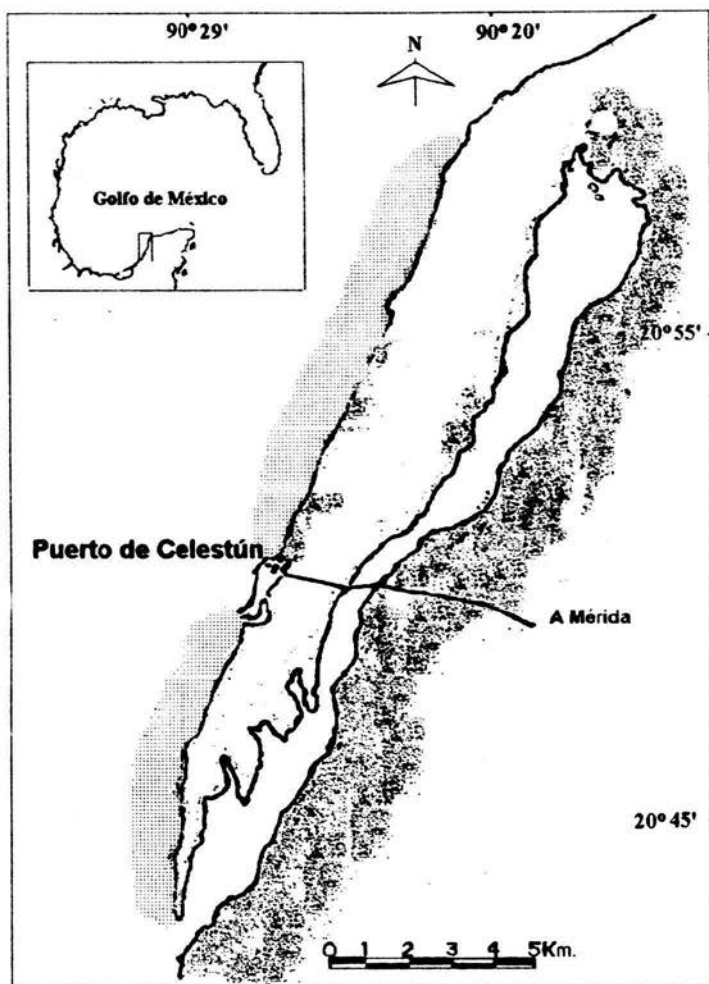 90°29'
90°20'
N
Golfo de México
20°55'
Puerto de Celestún
A Mérida
20°45'
0 1 2 3 4 5Km.